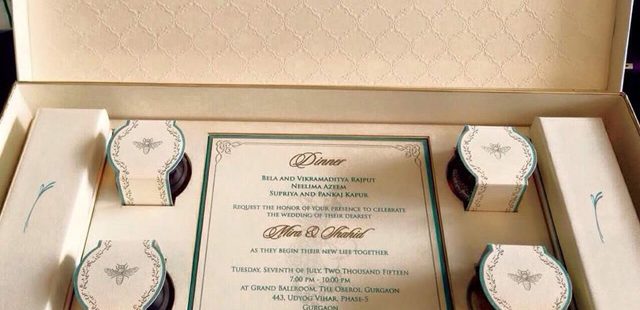 Dinner
Bela and Vikramaditya Rajput
Neelima Azeem
Supriya and Pankaj Kapur
Request the honor of your presence to celebrate
the wedding of their dearest
Mira & Shahid
as they begin their new life together
Tuesday, Seventh of July, Two Thousand Fifteen
7.00 pm - 10:00 pm
at Grand Ballroom, The Oberoi, Gurgaon
443, Udyog Vihar, Phase-5
Gurgaon